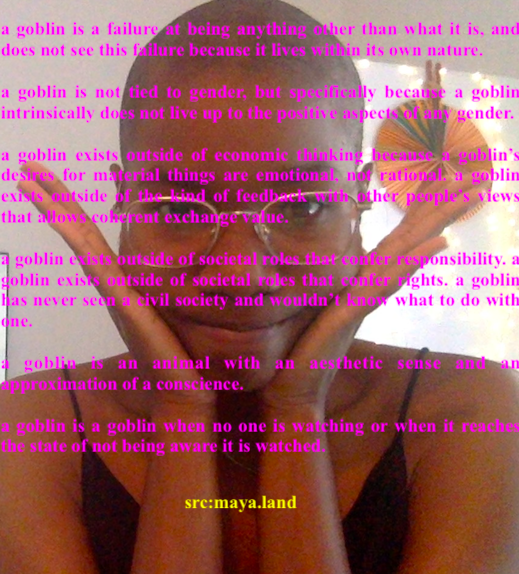 a goblin is a failure at being anything other than what it is, and
does not see this failure because it lives within its own nature.
a goblin is not tied to gender, but specifically because a goblin
intrinsically does not live up to the positive aspects of any gender.
a goblin exists outside of economic thinking because a goblin's
desires for material things are emotional, not rational. a goblin
exists outside of the kind of feedback with other people's views
that allows coherent exchange value.
a goblin exists outside of societal roles that confer responsibility. a
goblin exists outside of societal roles that confer rights. a goblin
has never seen a civil society and wouldn't know what to do with
one.
a goblin is an animal with an aesthetic sense and an
approximation of a conscience.
a goblin is a goblin when no one is watching or when it reaches
the state of not being aware it is watched.
src:maya.land